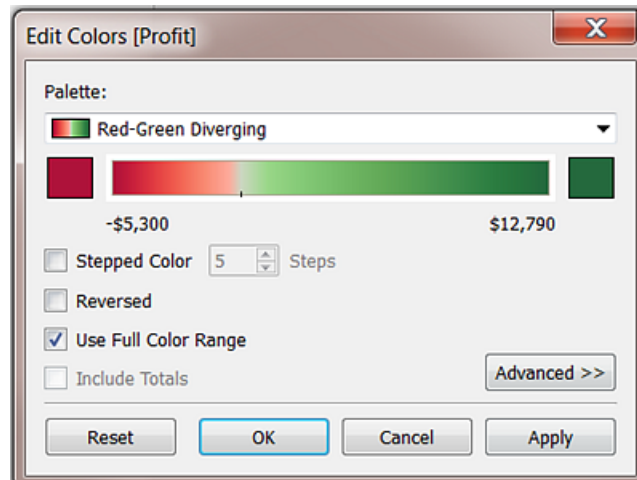 Edit Colors [Profit]
X
Palette:
Red-Green Diverging
-$5,300 $12,790
Stepped Color 5 Steps
Reversed
Use Full Color Range
Include Totals Advanced >>
Reset OK Cancel Apply